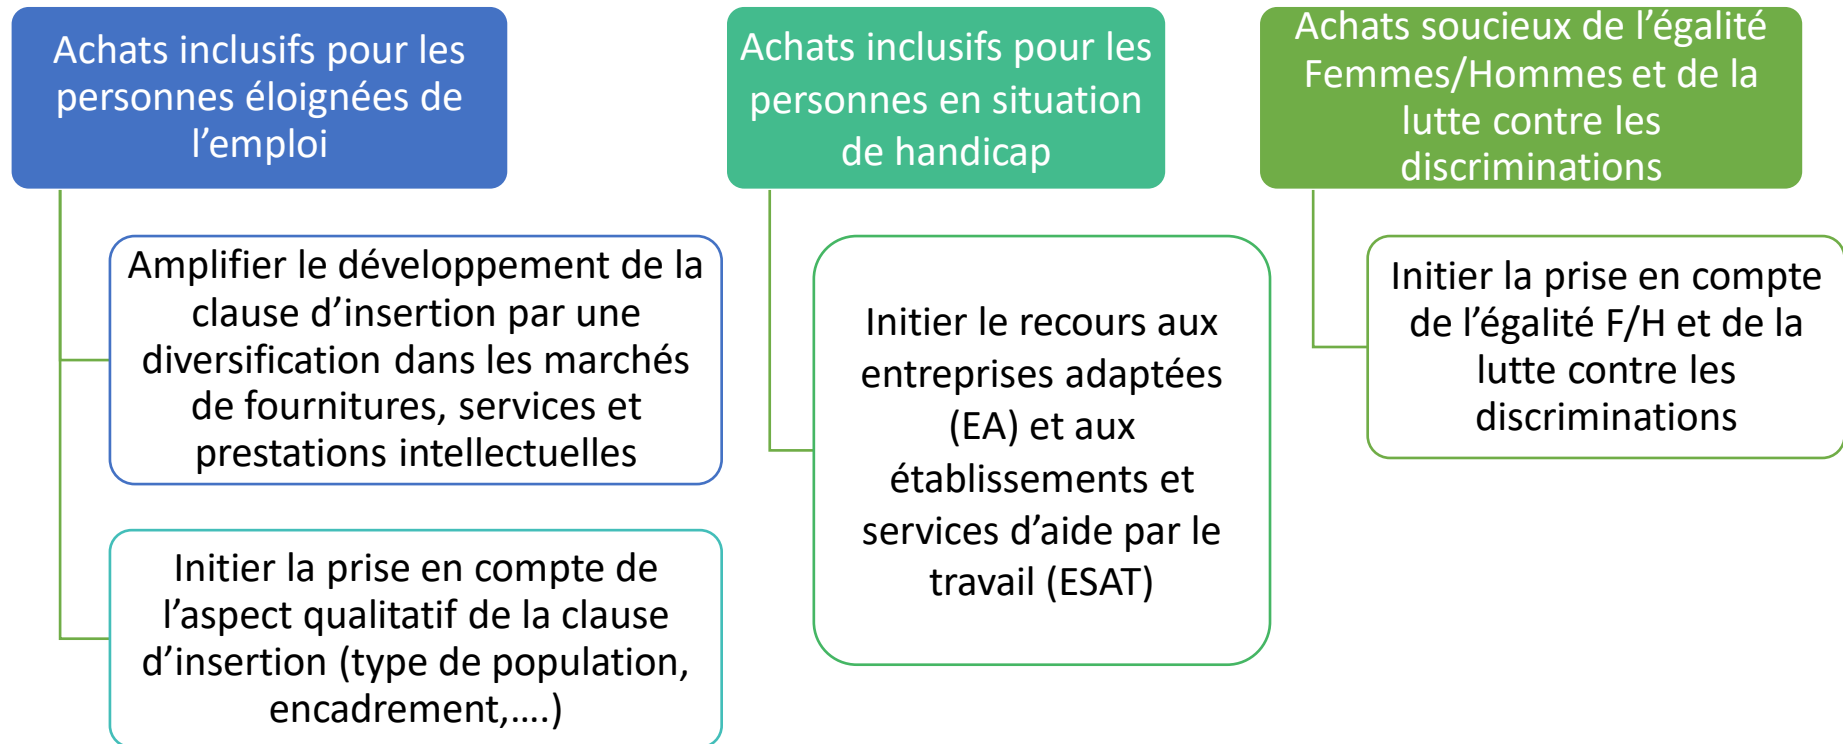 Achats inclusifs pour les
personnes éloignées de
l’emploi
Amplifier le développement de la
clause d’insertion par une
diversification dans les marchés
de fournitures, services et
prestations intellectuelles
Initier la prise en compte de
l’aspect qualitatif de la clause
d’insertion (type de population,
encadrement,….)
Achats inclusifs pour les
personnes en situation
de handicap
Initier le recours aux
entreprises adaptées
(EA) et aux
établissements et
services d’aide par le
travail (ESAT)
Achats soucieux de l’égalité
Femmes/Hommes et de la
lutte contre les
discriminations
Initier la prise en compte
de l’égalité F/H et de la
lutte contre les
discriminations